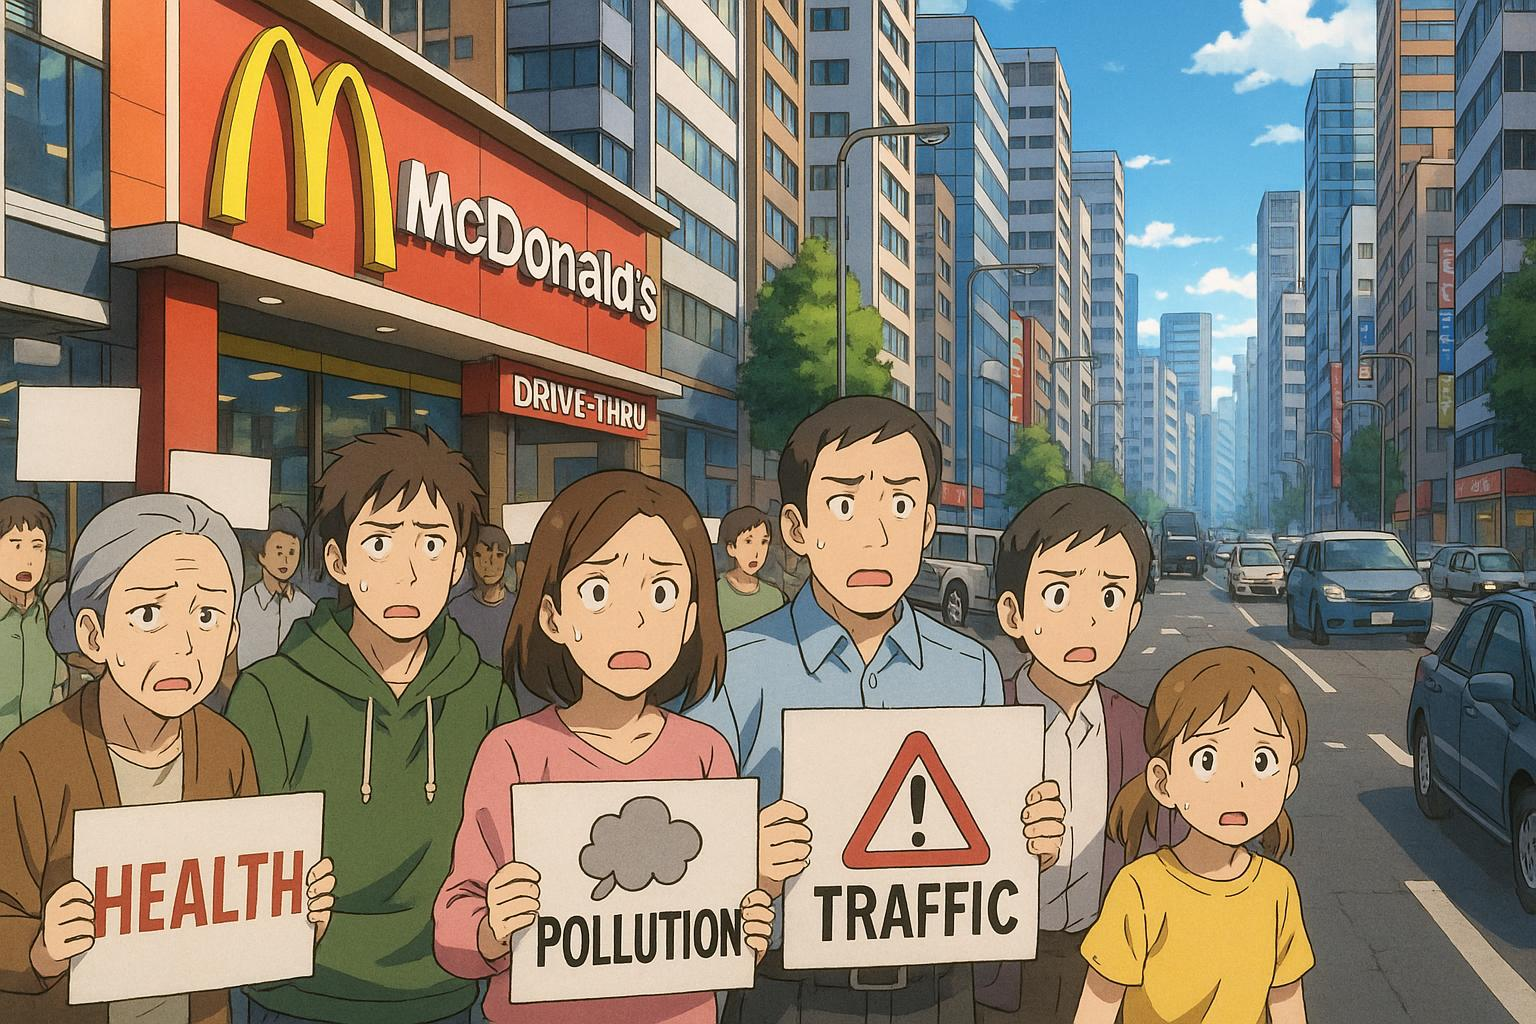 McDonald's
DRIVE-THRU
HEALTH
POLLUTION
!
TRAFFIC